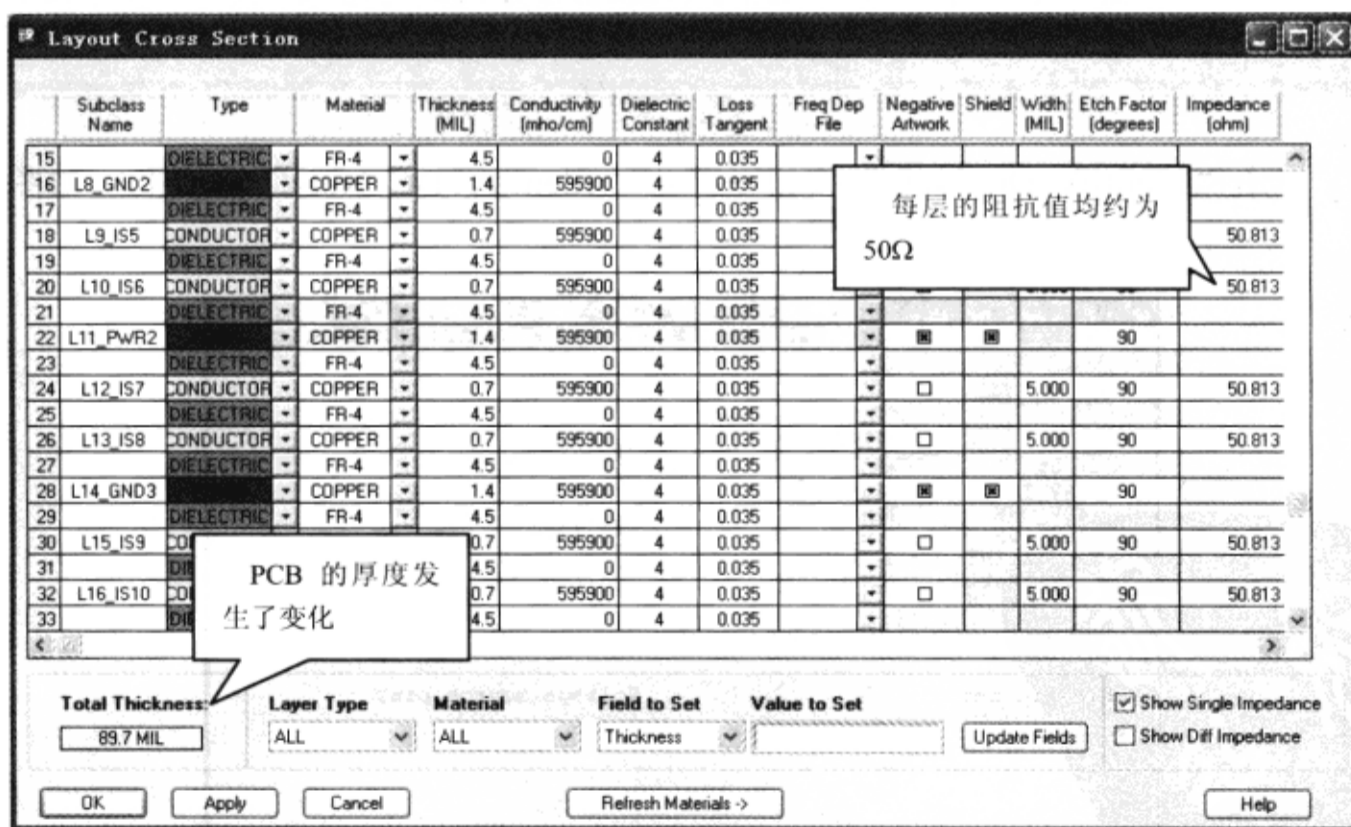 Layout Cross Section
Subclass Name Type Material Thickness (MIL) Conductivity (mho/cm) Dielectric Constant Loss Tangent Freq Dep File Negative Artwork Shield Width (MIL) Etch Factor (degrees) Impedance (ohm)
15 DIELECTRIC FR-4 4.5 0 4 0.035
16 L8_GND2 COPPER 1.4 595900 4 0.035
17 DIELECTRIC FR-4 4.5 0 4 0.035
18 L9_IS5 CONDUCTOR COPPER 0.7 595900 4 0.035 50.813
19 DIELECTRIC FR-4 4.5 0 4 0.035
20 L10_IS6 CONDUCTOR COPPER 0.7 595900 4 0.035 50.813
21 DIELECTRIC FR-4 4.5 0 4 0.035
22 L11_PWR2 COPPER 1.4 595900 4 0.035 90
23 DIELECTRIC FR-4 4.5 0 4 0.035
24 L12_IS7 CONDUCTOR COPPER 0.7 595900 4 0.035 5.000 90 50.813
25 DIELECTRIC FR-4 4.5 0 4 0.035
26 L13_IS8 CONDUCTOR COPPER 0.7 595900 4 0.035 5.000 90 50.813
27 DIELECTRIC FR-4 4.5 0 4 0.035
28 L14_GND3 COPPER 1.4 595900 4 0.035 90
29 DIELECTRIC FR-4 4.5 0 4 0.035
30 L15_IS9 0.7 595900 4 0.035 5.000 90 50.813
31 4.5 0 4 0.035
32 L16_IS10 0.7 595900 4 0.035 5.000 90 50.813
33 4.5 0 4 0.035
每层的阻抗值均约为
50Ω
PCB 的厚度发
生了变化
Total Thickness: Layer Type Material Field to Set Value to Set
89.7 MIL ALL ALL Thickness Update Fields
Show Single Impedance
Show Diff Impedance
OK Apply Cancel Refresh Materials -> Help